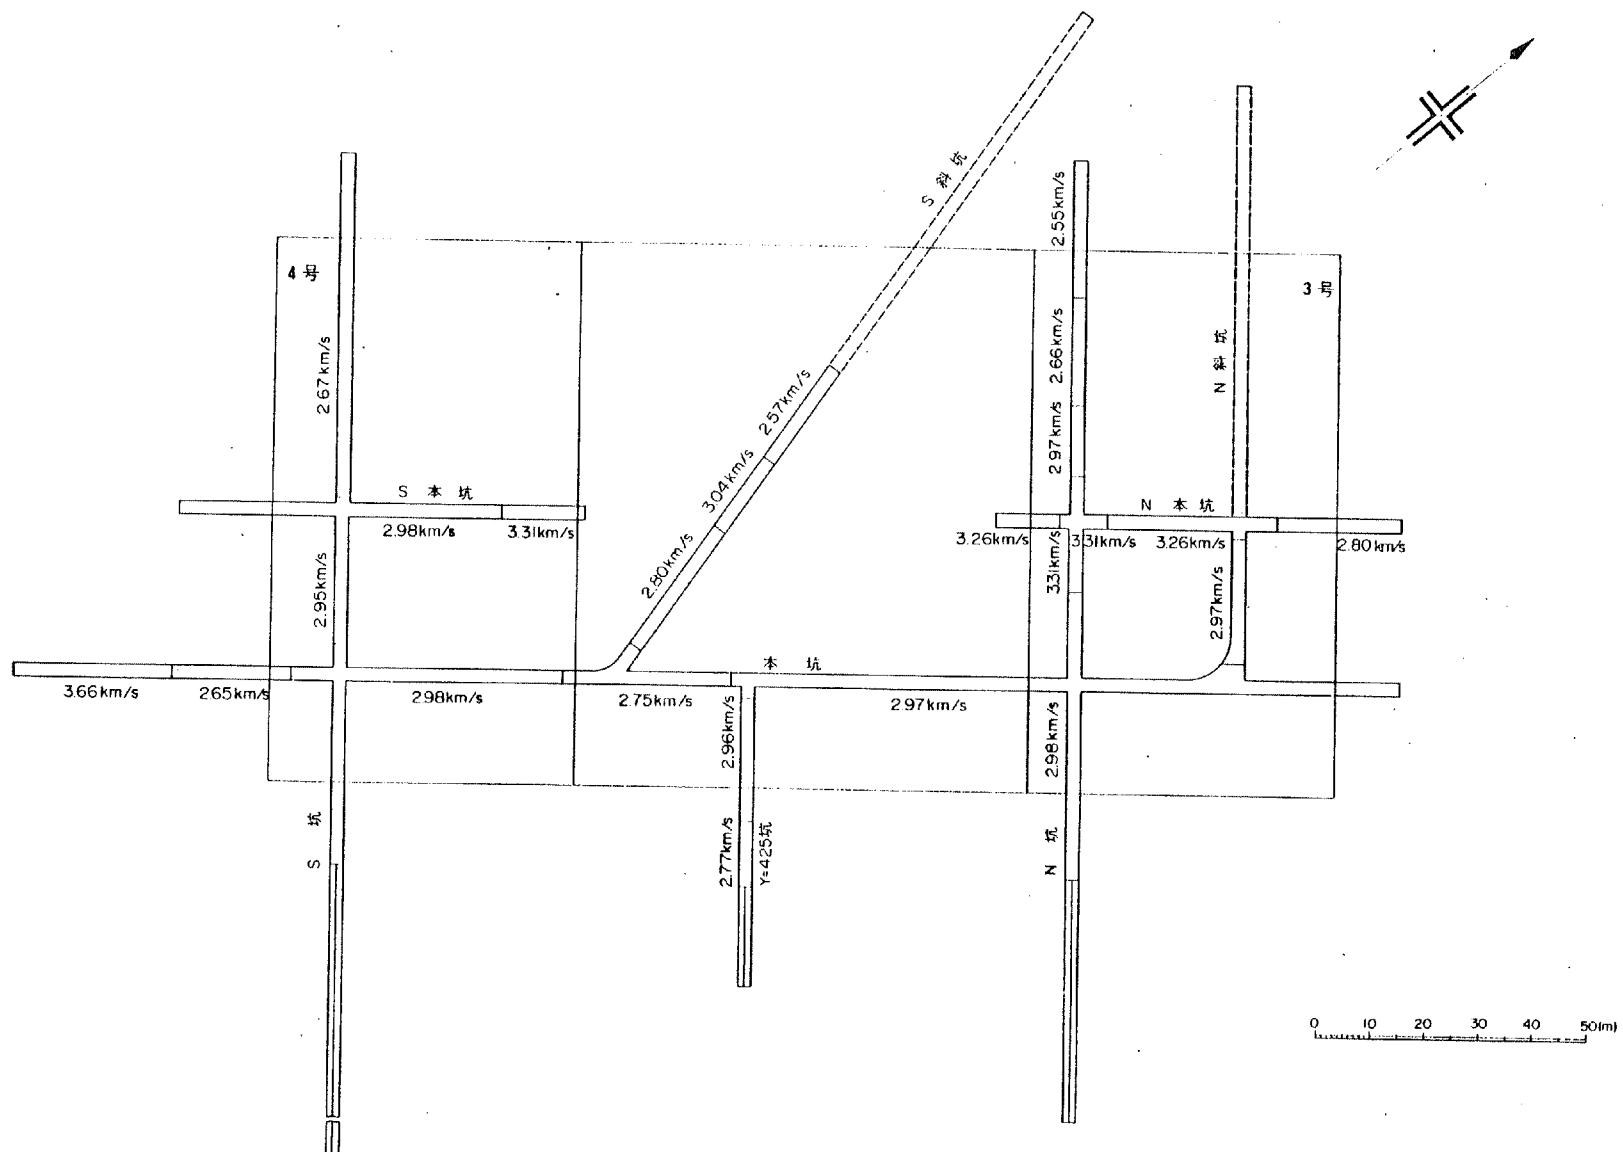 S 斜 坑
2.55km/s
4 号
3 号
2.67km/s
2.66km/s
N 斜 坑
2.57km/s
2.97km/s
3.04km/s
S 本 坑
N 本 坑
2.98km/s
3.31km/s
3.26km/s
3.31km/s
3.26km/s
2.80km/s
2.80km/s
3.31km/s
2.95km/s
2.97km/s
本 坑
3.66km/s
2.65km/s
2.98km/s
2.75km/s
2.97km/s
2.96km/s
2.98km/s
S 坑
2.77km/s
Y=425坑
N 坑
0 10 20 30 40 50(m)